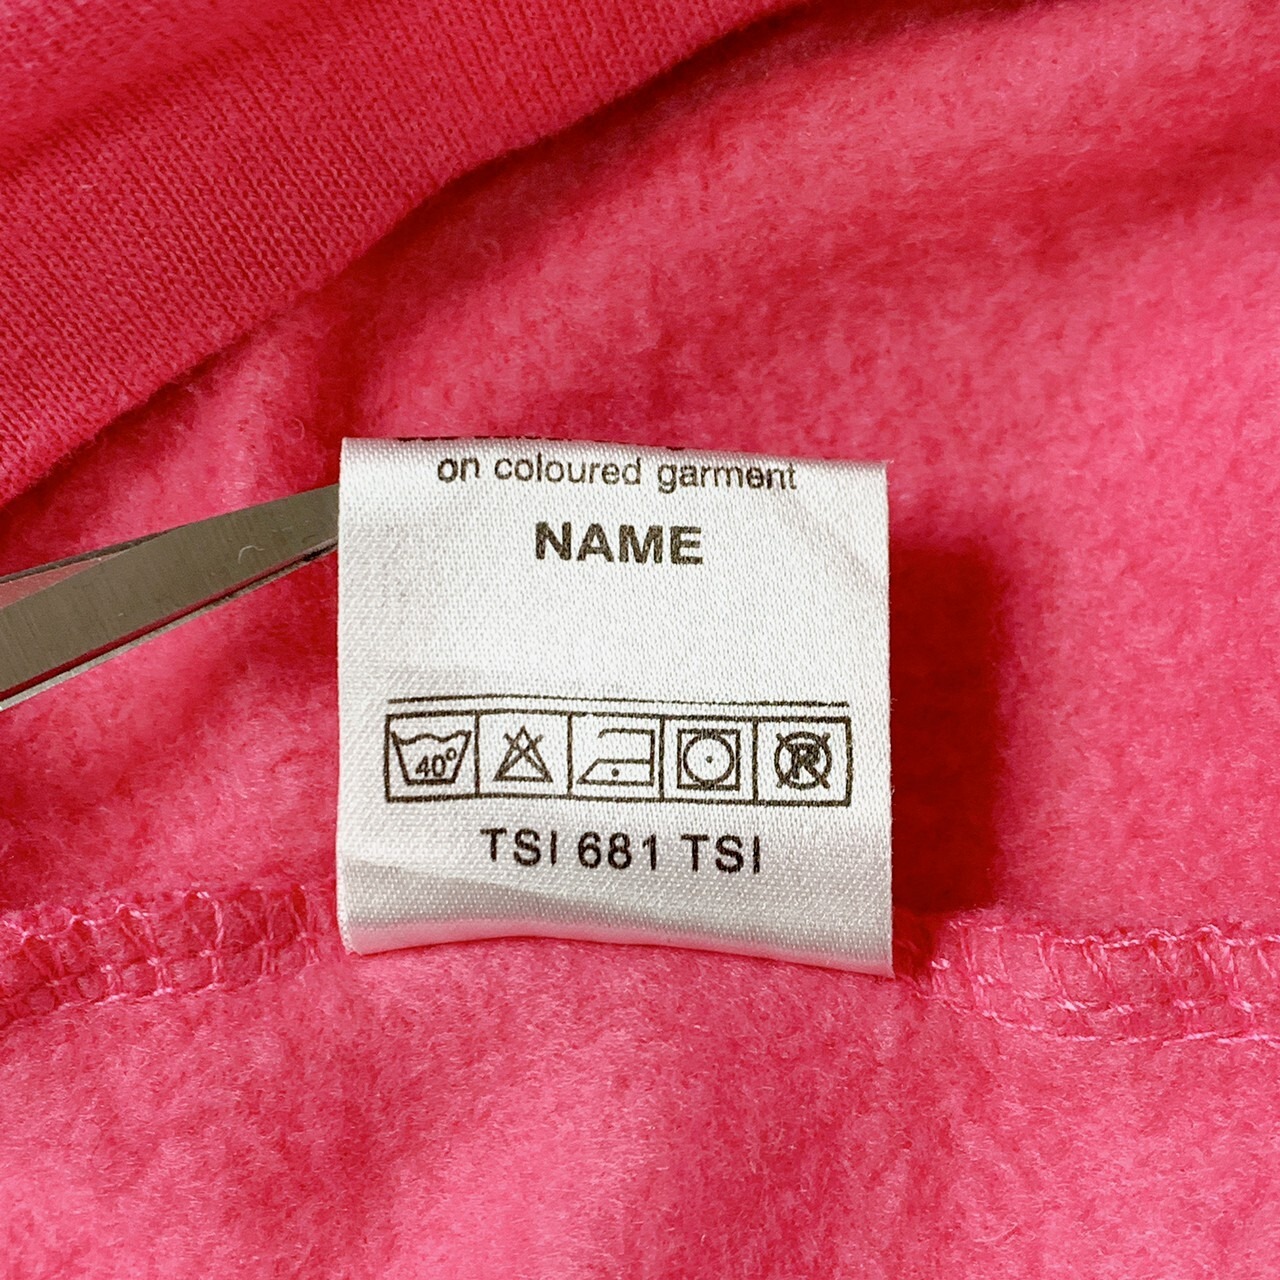 on coloured garment
NAME
40°
R
TSI 681 TSI